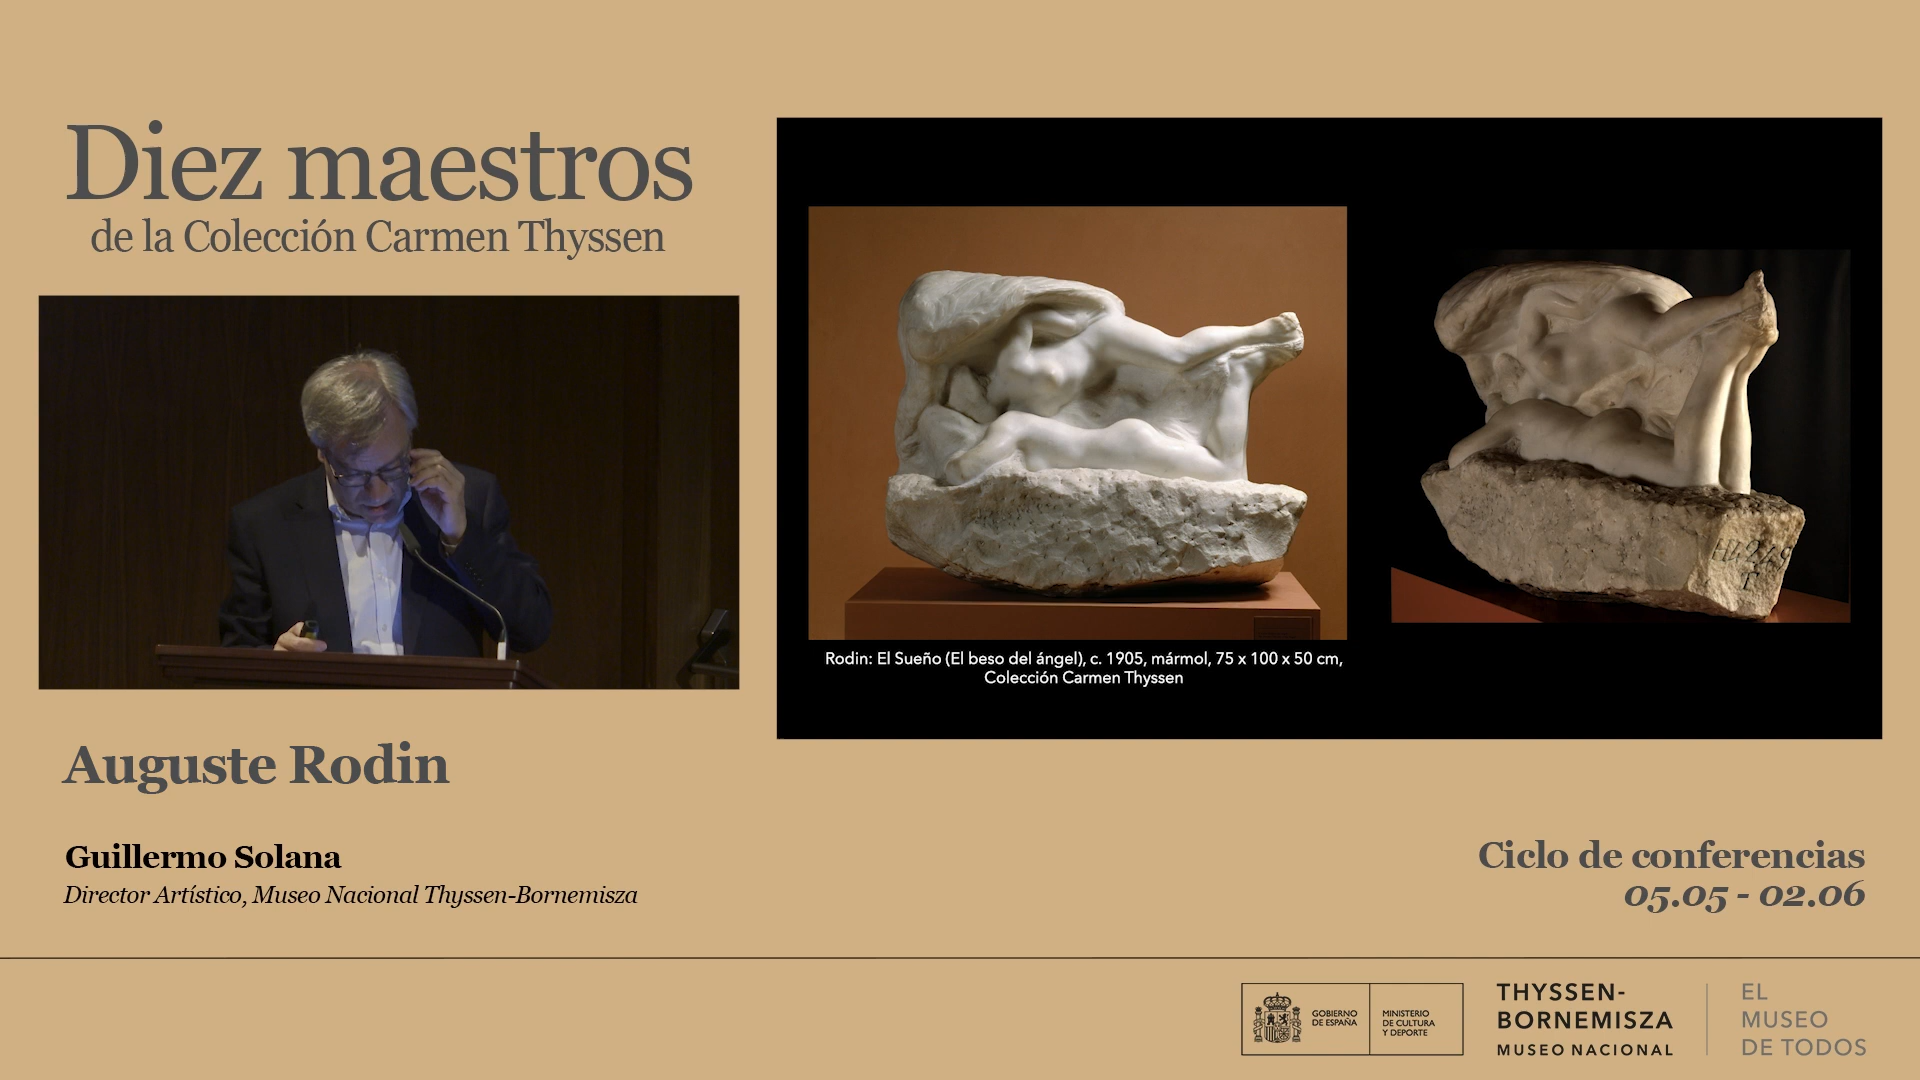 Diez maestros
de la Colección Carmen Thyssen
Rodin: El Sueño (El beso del ángel), c. 1905, mármol, 75 x 100 x 50 cm,
Colección Carmen Thyssen
Auguste Rodin
Guillermo Solana
Director Artístico, Museo Nacional Thyssen-Bornemisza
Ciclo de conferencias
05.05 - 02.06
GOBIERNO
DE ESPAÑA
MINISTERIO
DE CULTURA
Y DEPORTE
THYSSEN-
BORNEMISZA
MUSEO NACIONAL
EL
MUSEO
DE TODOS